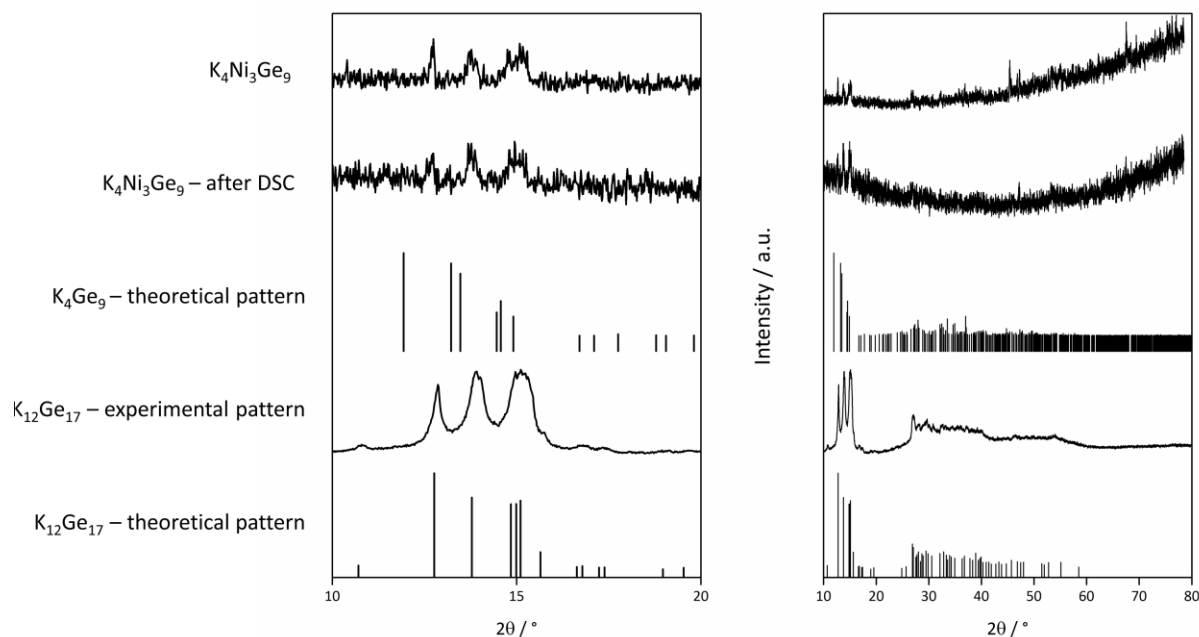 K₄Ni₃Ge₉
K₄Ni₃Ge₉ – after DSC
K₄Ge₉ – theoretical pattern
K₁₂Ge₁₇ – experimental pattern
K₁₂Ge₁₇ – theoretical pattern
10 15 20
2θ / °
Intensity / a.u.
10 20 30 40 50 60 70 80
2θ / °